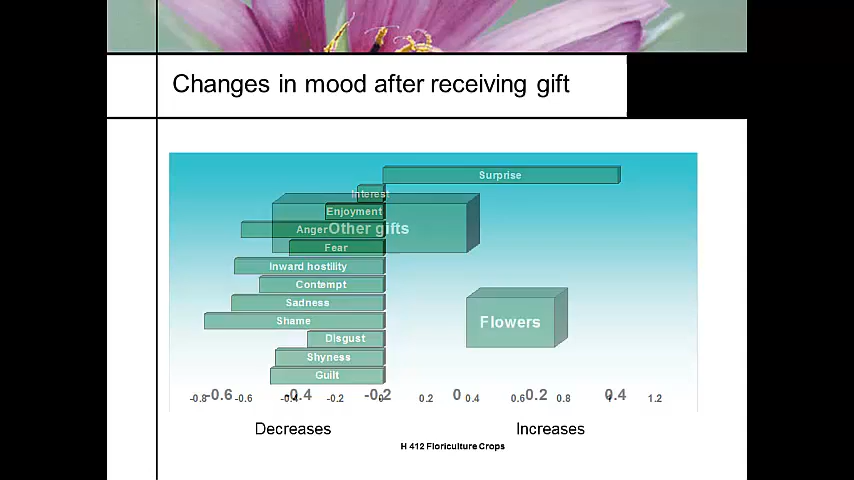 Changes in mood after receiving gift
Surprise
Interest
Enjoyment
Anger
Other gifts
Fear
Inward hostility
Contempt
Sadness
Flowers
Shame
Disgust
Shyness
Guilt
-0.8 -0.6 -0.4 -0.2 0 0.2 0.4 0.6 0.8 1 1.2
-0.6 -0.4 -0.2 0 0.2 0.4
Decreases Increases
H 412 Floriculture Crops